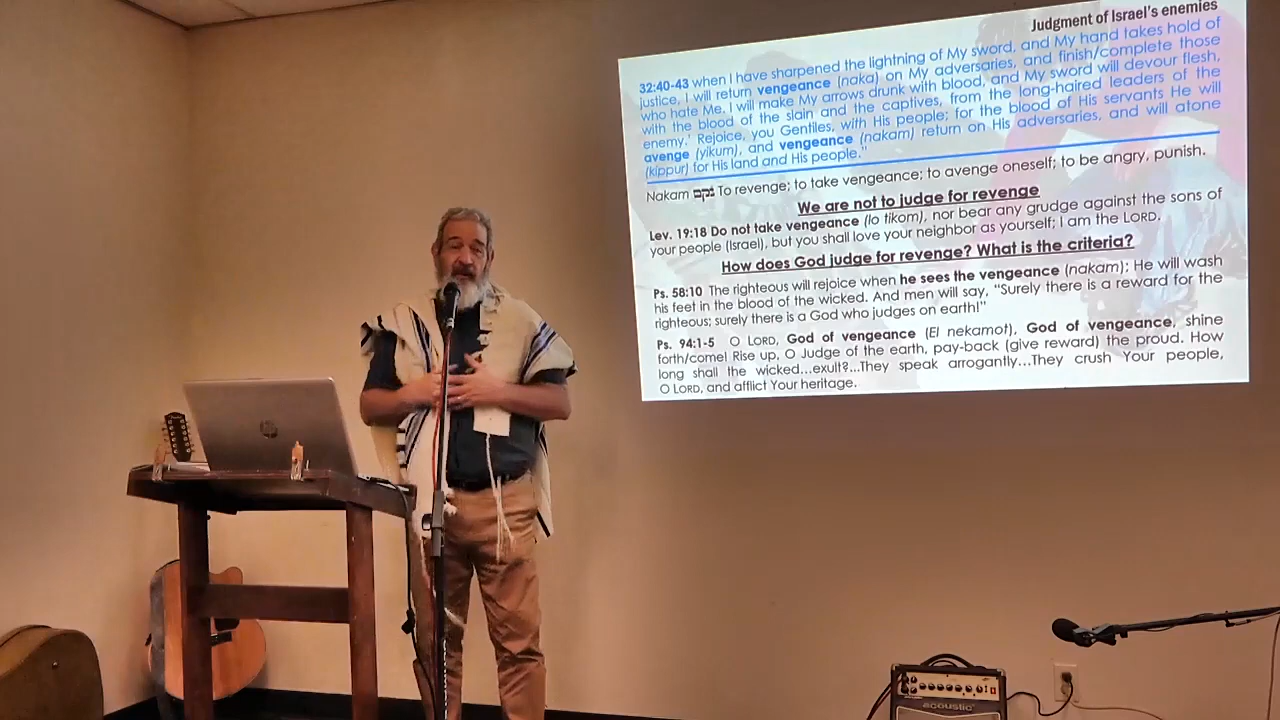 Judgment of Israel's enemies
32:40-43 when I have sharpened the lightning of My sword, and My hand takes hold of
justice, I will return vengeance (naka) on My adversaries, and finish/complete those
who hate Me. I will make My arrows drunk with blood, and My sword will devour flesh,
with the blood of the slain and the captives, from the long-haired leaders of the
enemy.' Rejoice, you Gentiles, with His people; for the blood of His servants He will
avenge (yikum), and vengeance (nakam) return on His adversaries, and will atone
(kippur) for His land and His people."
Nakam נקם To revenge; to take vengeance; to avenge oneself; to be angry, punish.
We are not to judge for revenge
Lev. 19:18 Do not take vengeance (lo tikom), nor bear any grudge against the sons of
your people (Israel), but you shall love your neighbor as yourself; I am the LORD.
How does God judge for revenge? What is the criteria?
Ps. 58:10 The righteous will rejoice when he sees the vengeance (nakam); He will wash
his feet in the blood of the wicked. And men will say, "Surely there is a reward for the
righteous; surely there is a God who judges on earth!"
Ps. 94:1-5 O LORD, God of vengeance (El nekamot), God of vengeance, shine
forth/come! Rise up, O Judge of the earth, pay-back (give reward) the proud. How
long shall the wicked...exult?...They speak arrogantly...They crush Your people,
O LORD, and afflict Your heritage.
hp
acoustic